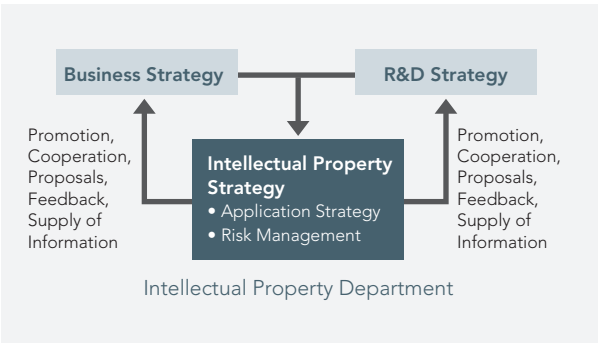 Business Strategy
R&D Strategy
Promotion,
Cooperation,
Proposals,
Feedback,
Supply of
Information
Intellectual Property
Strategy
• Application Strategy
• Risk Management
Promotion,
Cooperation,
Proposals,
Feedback,
Supply of
Information
Intellectual Property Department